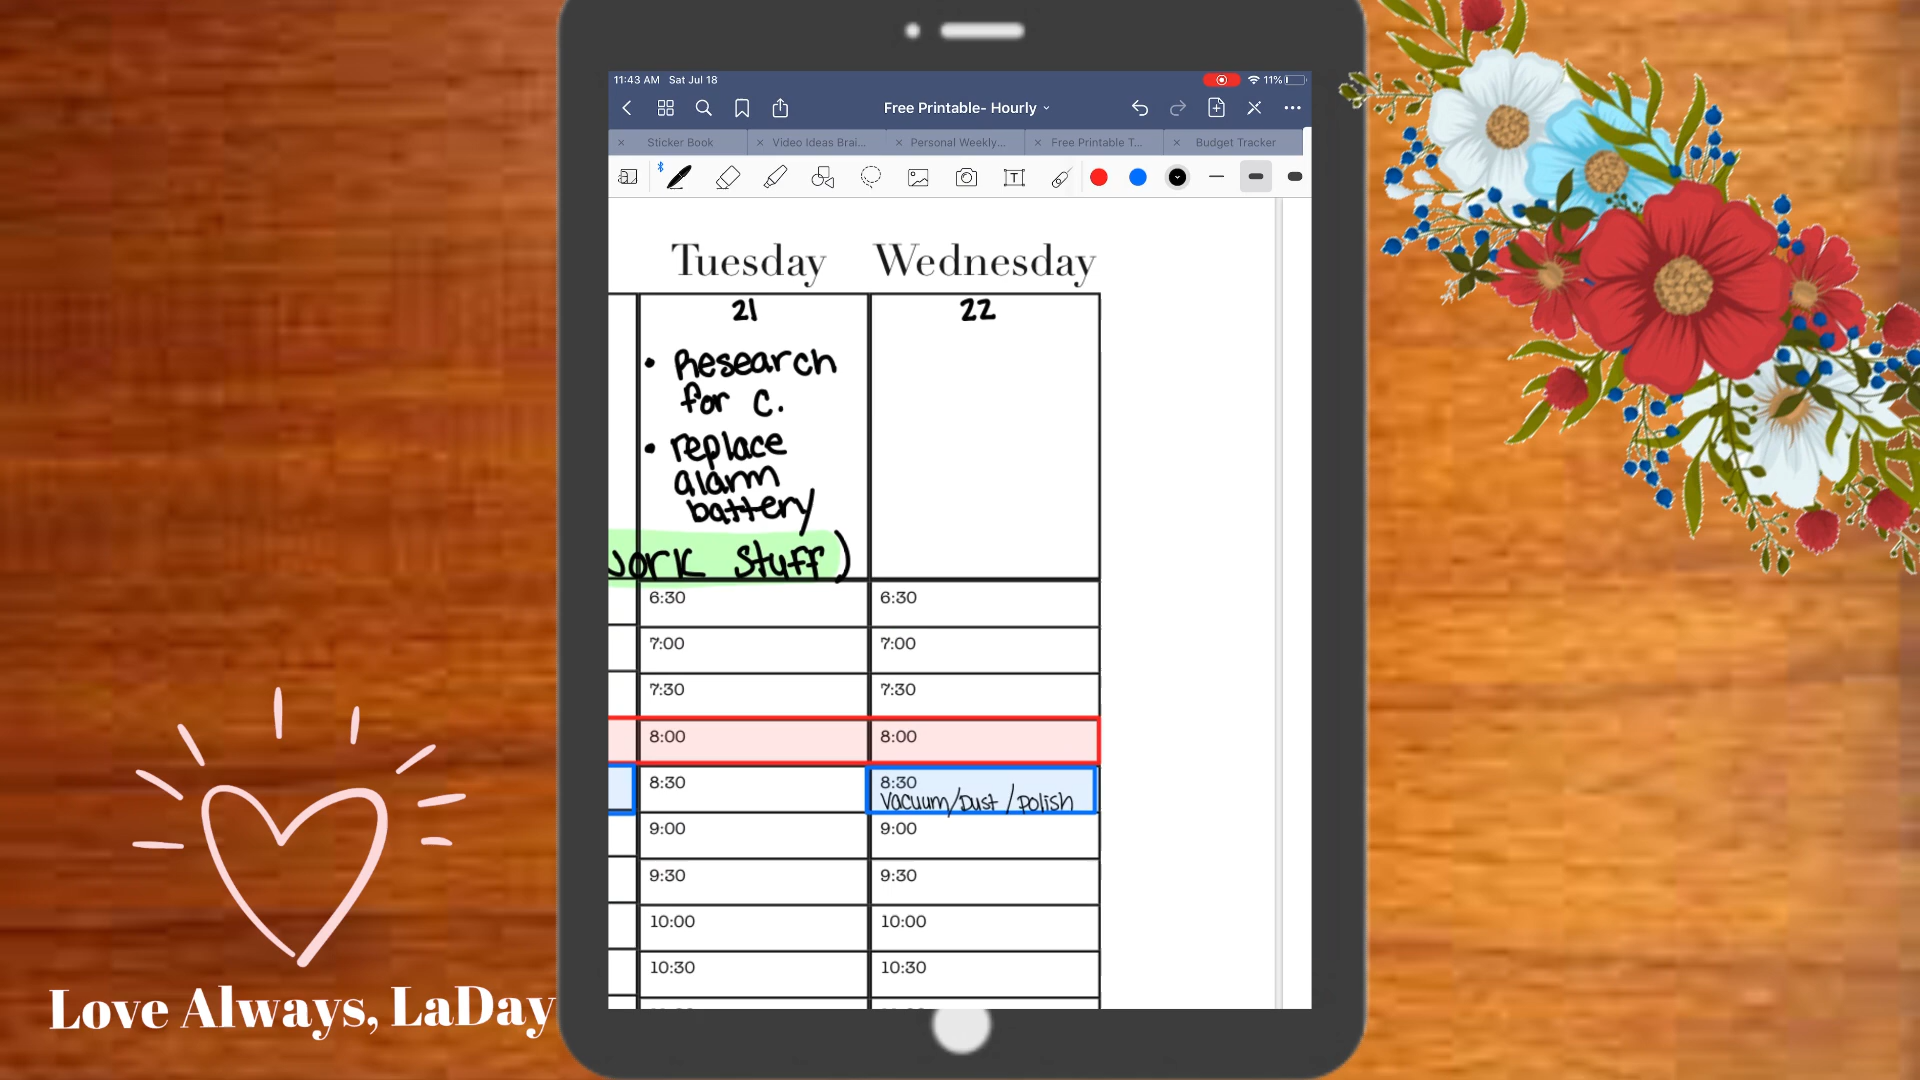 11:43 AM Sat Jul 18
11%
Free Printable- Hourly
Sticker Book
Video Ideas Brai...
Personal Weekly...
Free Printable T...
Budget Tracker
T
Tuesday
Wednesday
21
22
• Research
for C.
• replace
alarm
battery
work stuff)
6:30
6:30
7:00
7:00
7:30
7:30
8:00
8:00
8:30
8:30
Vacuum/Dust/polish
9:00
9:00
9:30
9:30
10:00
10:00
10:30
10:30
Love Always, LaDay